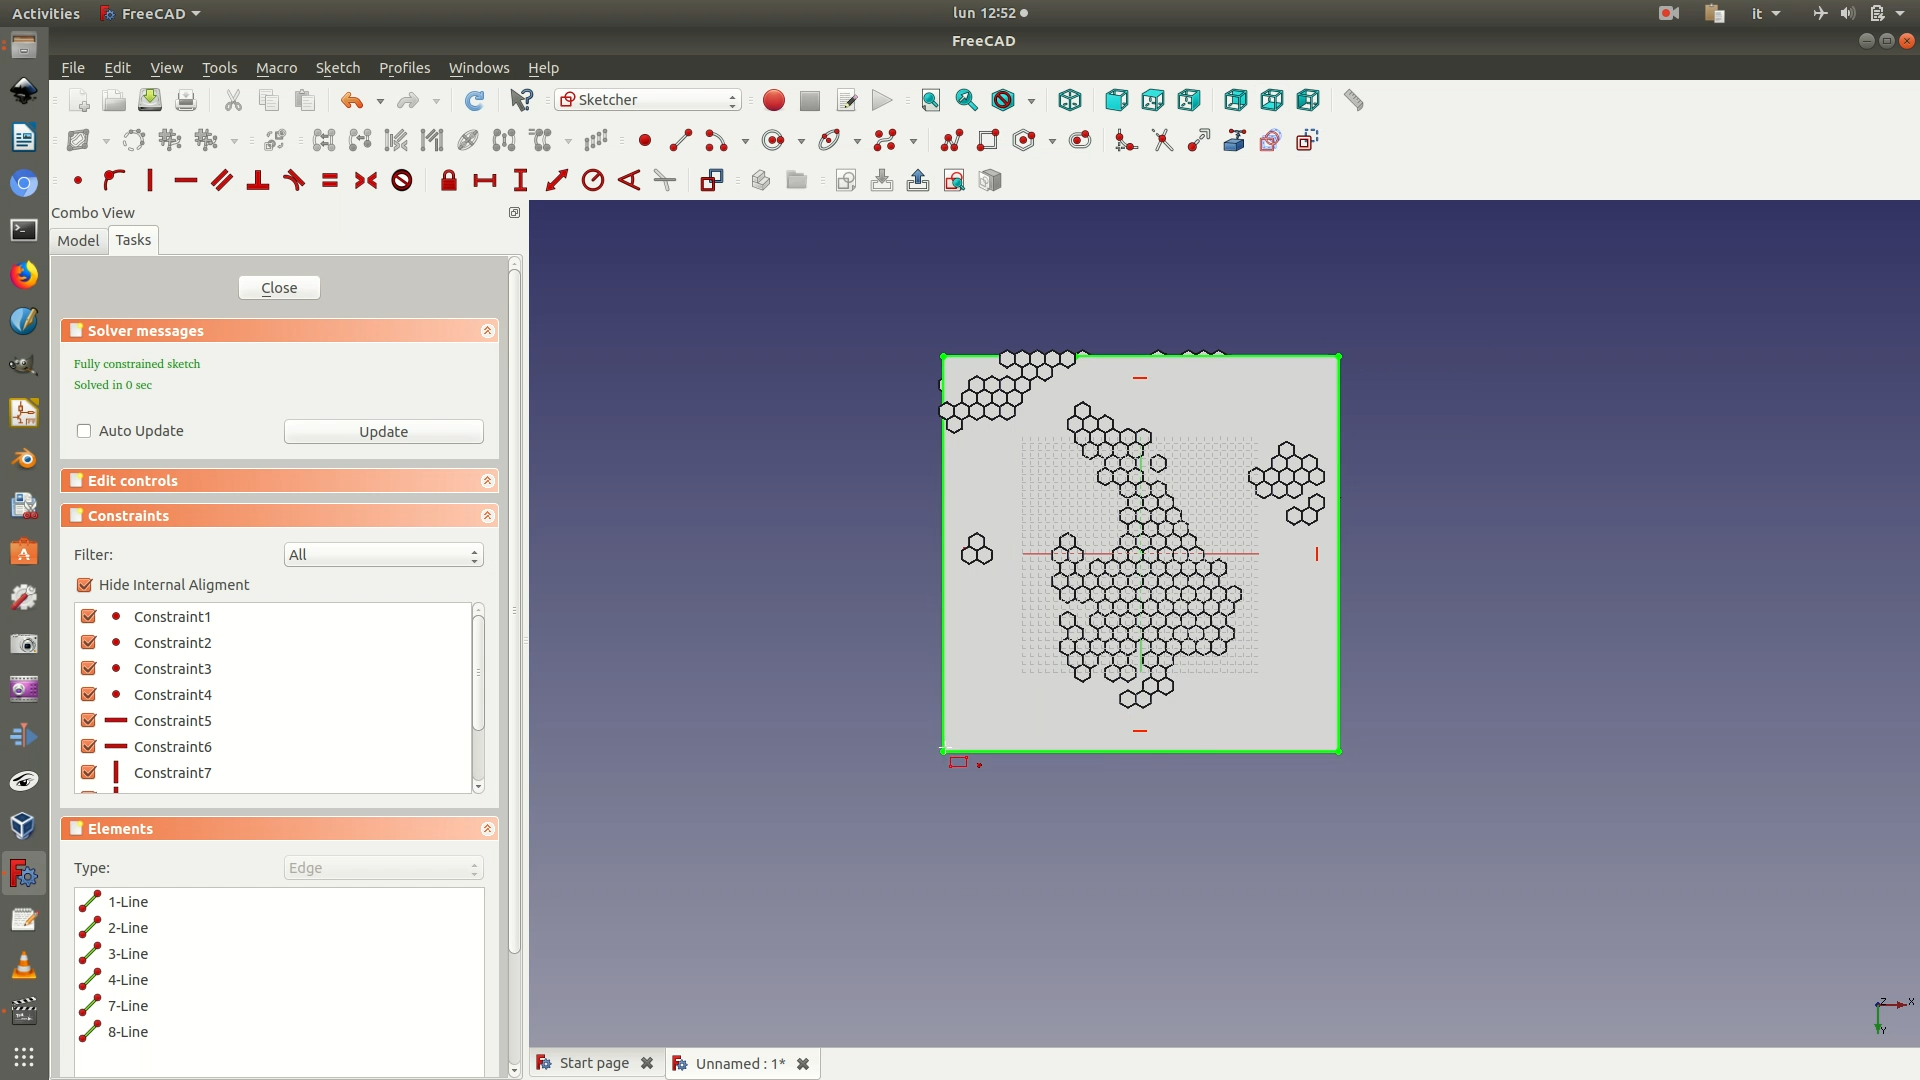 Activities FreeCAD lun 12:52 it
FreeCAD
File Edit View Tools Macro Sketch Profiles Windows Help
Sketcher
Combo View
Model Tasks
Close
Solver messages
Fully constrained sketch
Solved in 0 sec
Auto Update Update
Edit controls
Constraints
Filter: All
Hide Internal Aligment
Constraint1
Constraint2
Constraint3
Constraint4
Constraint5
Constraint6
Constraint7
Elements
Type: Edge
1-Line
2-Line
3-Line
4-Line
7-Line
8-Line
Z X
Y
Start page Unnamed : 1*